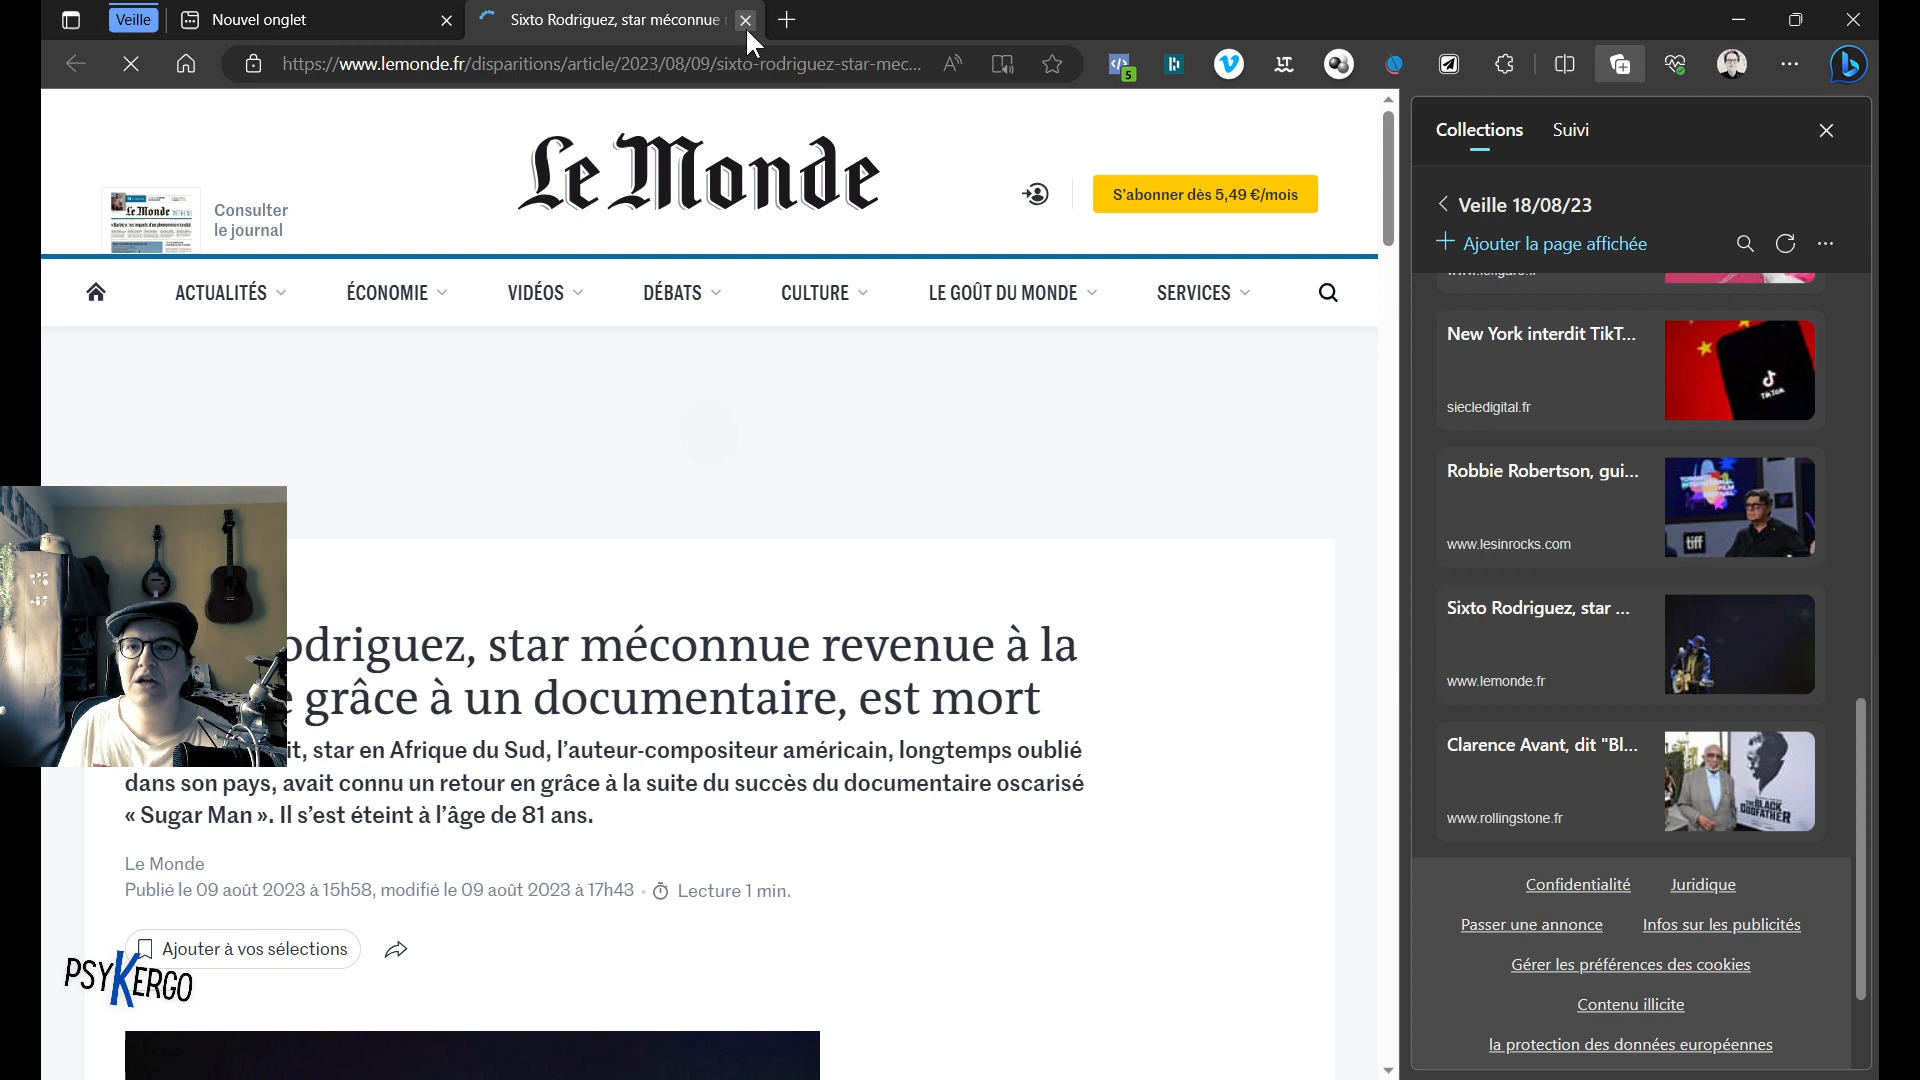 Veille
Nouvel onglet
Sixto Rodriguez, star méconnue
https://www.lemonde.fr/disparitions/article/2023/08/09/sixto-rodriguez-star-mec...
5
Le Monde
Consulter
le journal
S'abonner dès 5,49 €/mois
ACTUALITÉS
ÉCONOMIE
VIDÉOS
DÉBATS
CULTURE
LE GOÛT DU MONDE
SERVICES
odriguez, star méconnue revenue à la
grâce à un documentaire, est mort
it, star en Afrique du Sud, l'auteur-compositeur américain, longtemps oublié
dans son pays, avait connu un retour en grâce à la suite du succès du documentaire oscarisé
« Sugar Man ». Il s'est éteint à l'âge de 81 ans.
Le Monde
Publié le 09 août 2023 à 15h58, modifié le 09 août 2023 à 17h43
Lecture 1 min.
Ajouter à vos sélections
PSYKERGO
Collections
Suivi
Veille 18/08/23
Ajouter la page affichée
New York interdit TikT...
siecledigital.fr
TikTok
Robbie Robertson, gui...
www.lesinrocks.com
tiff
Sixto Rodriguez, star ...
www.lemonde.fr
Clarence Avant, dit "Bl...
www.rollingstone.fr
THE BLACK
GODFATHER
Confidentialité
Juridique
Passer une annonce
Infos sur les publicités
Gérer les préférences des cookies
Contenu illicite
la protection des données européennes